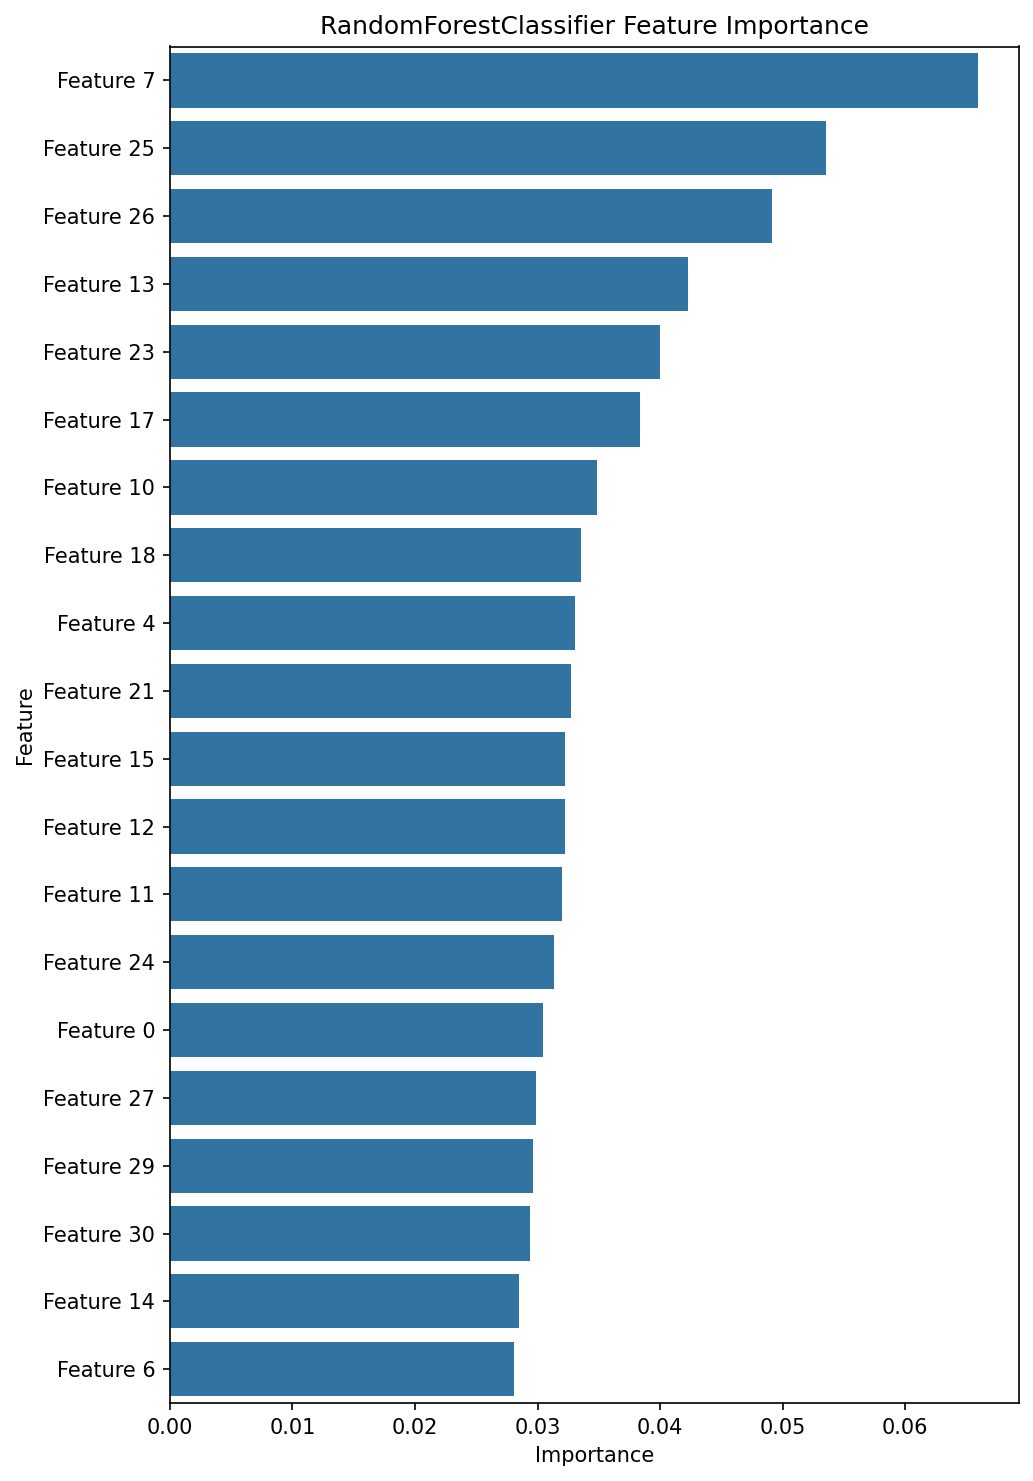 RandomForestClassifier Feature Importance
Feature 7
Feature 25
Feature 26
Feature 13
Feature 23
Feature 17
Feature 10
Feature 18
Feature 4
Feature 21
Feature 15
Feature 12
Feature 11
Feature 24
Feature 0
Feature 27
Feature 29
Feature 30
Feature 14
Feature 6
Feature
0.00 0.01 0.02 0.03 0.04 0.05 0.06
Importance